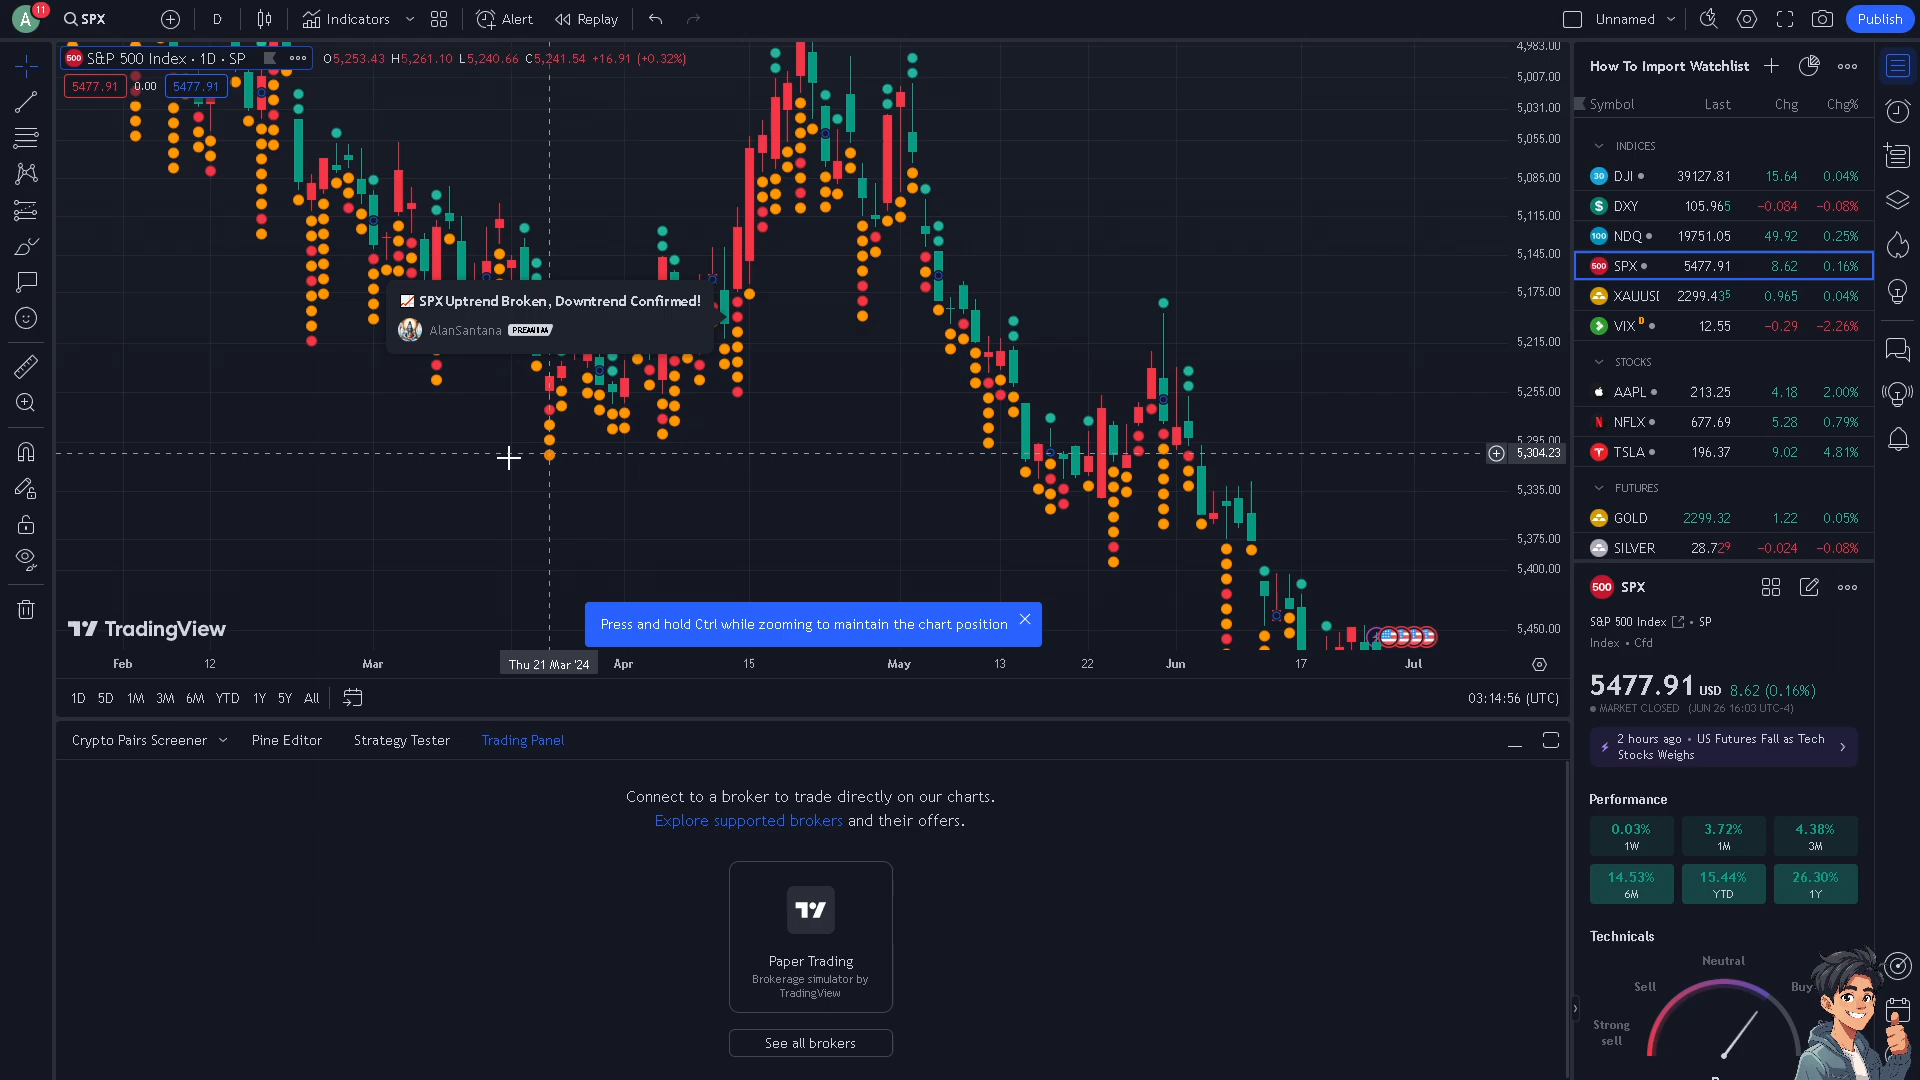 A
11
SPX
D
Indicators
Alert
Replay
Unnamed
Publish
500 S&P 500 Index · 1D · SP
O5,253.43 H5,261.10 L5,240.66 C5,241.54 +16.91 (+0.32%)
5477.91 0.00 5477.91
SPX Uptrend Broken, Downtrend Confirmed!
AlanSantana PREMIUM
4,983.00
5,007.00
5,031.00
5,055.00
5,085.00
5,115.00
5,145.00
5,175.00
5,215.00
5,255.00
5,295.00
5,304.23
5,335.00
5,375.00
5,400.00
5,450.00
TradingView
Press and hold Ctrl while zooming to maintain the chart position
Feb 12 Mar Thu 21 Mar '24 Apr 15 May 13 22 Jun 17 Jul
1D 5D 1M 3M 6M YTD 1Y 5Y All
03:14:56 (UTC)
Crypto Pairs Screener Pine Editor Strategy Tester Trading Panel
Connect to a broker to trade directly on our charts.
Explore supported brokers and their offers.
Paper Trading
Brokerage simulator by
TradingView
See all brokers
How To Import Watchlist
Symbol Last Chg Chg%
INDICES
30 DJI 39127.81 15.64 0.04%
$ DXY 105.965 −0.084 −0.08%
100 NDQ 19751.05 49.92 0.25%
500 SPX 5477.91 8.62 0.16%
XAUUSD 2299.435 0.965 0.04%
VIX D 12.55 −0.29 −2.26%
STOCKS
AAPL 213.25 4.18 2.00%
N NFLX 677.69 5.28 0.79%
T TSLA 196.37 9.02 4.81%
FUTURES
GOLD 2299.32 1.22 0.05%
SILVER 28.729 −0.024 −0.08%
500 SPX
S&P 500 Index • SP
Index • Cfd
5477.91 USD 8.62 (0.16%)
MARKET CLOSED (JUN 26 16:03 UTC-4)
2 hours ago • US Futures Fall as Tech
Stocks Weighs
Performance
0.03% 3.72% 4.38%
1W 1M 3M
14.53% 15.44% 26.30%
6M YTD 1Y
Technicals
Neutral
Sell Buy
Strong
sell